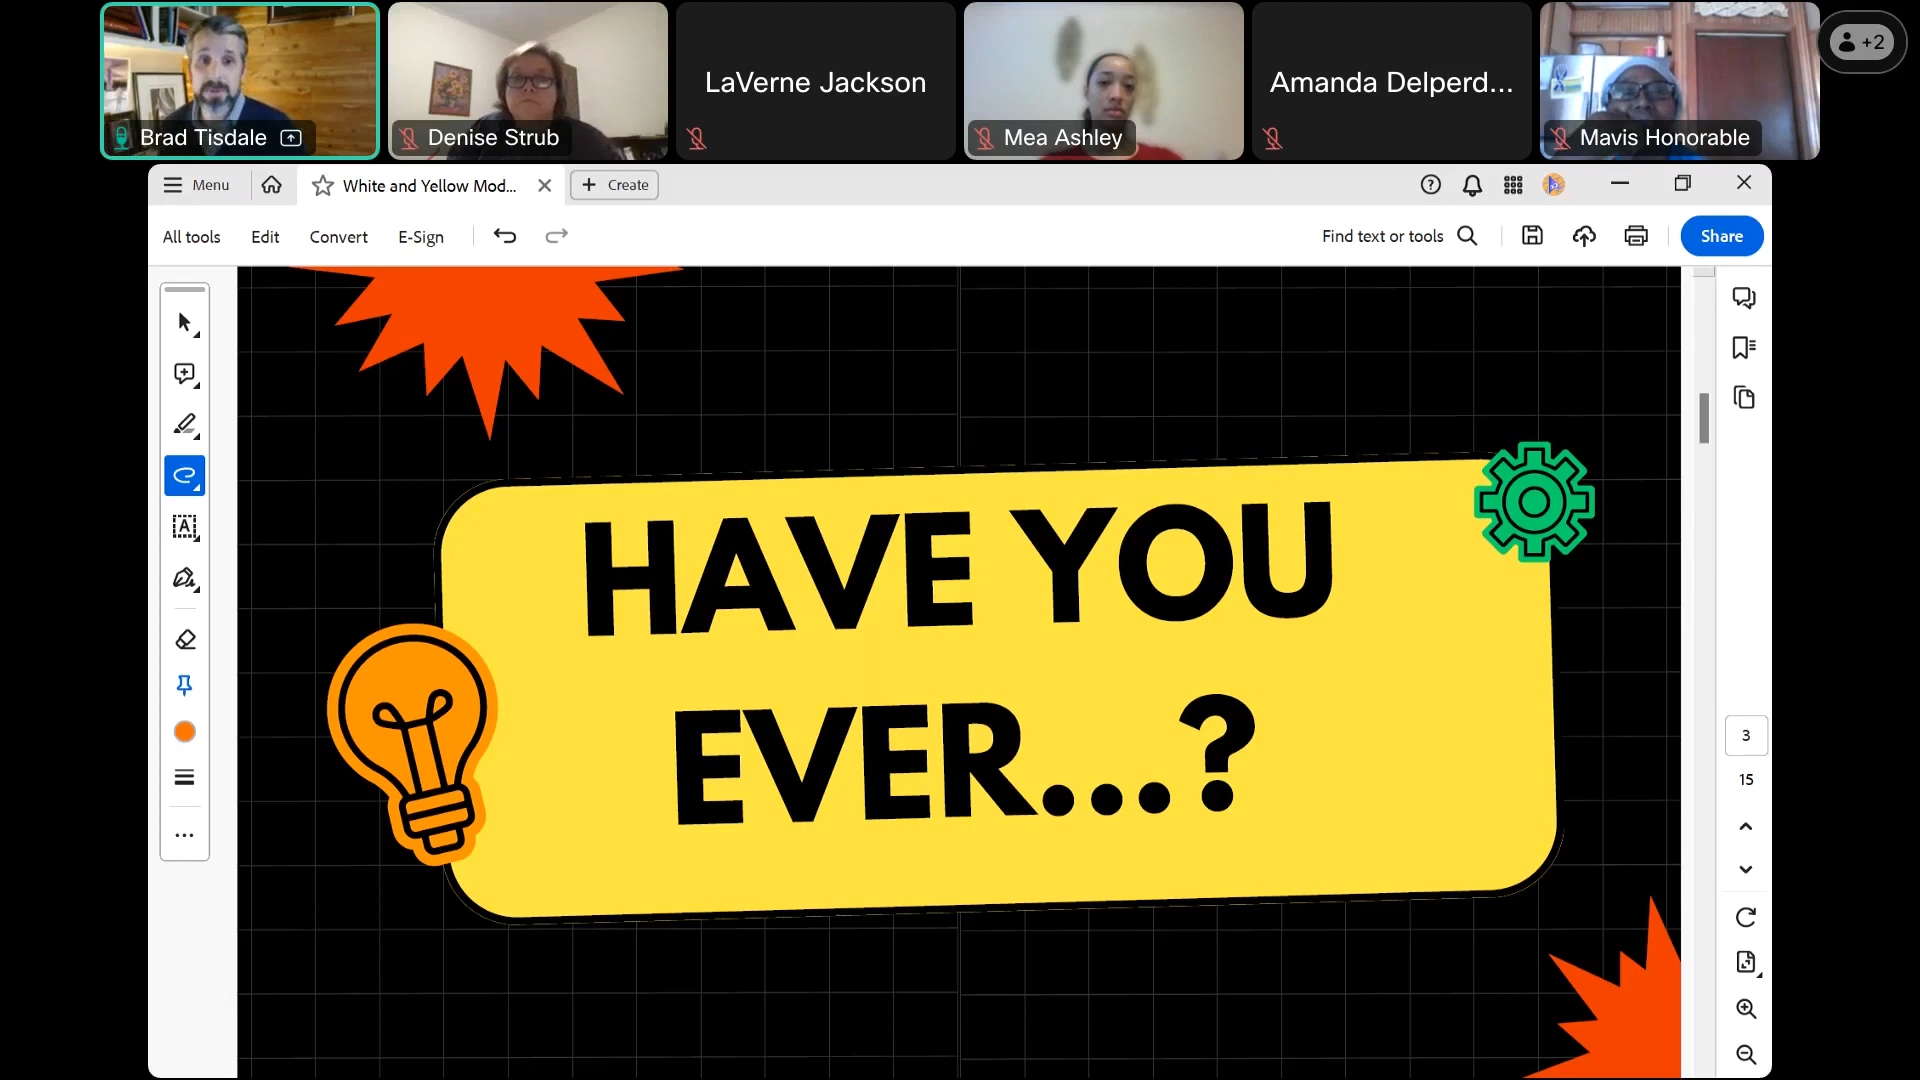 LaVerne Jackson
Amanda Delperd...
+2
Brad Tisdale
Denise Strub
Mea Ashley
Mavis Honorable
Menu
White and Yellow Mod...
Create
All tools
Edit
Convert
E-Sign
Find text or tools
Share
HAVE YOU
EVER...?
3
15